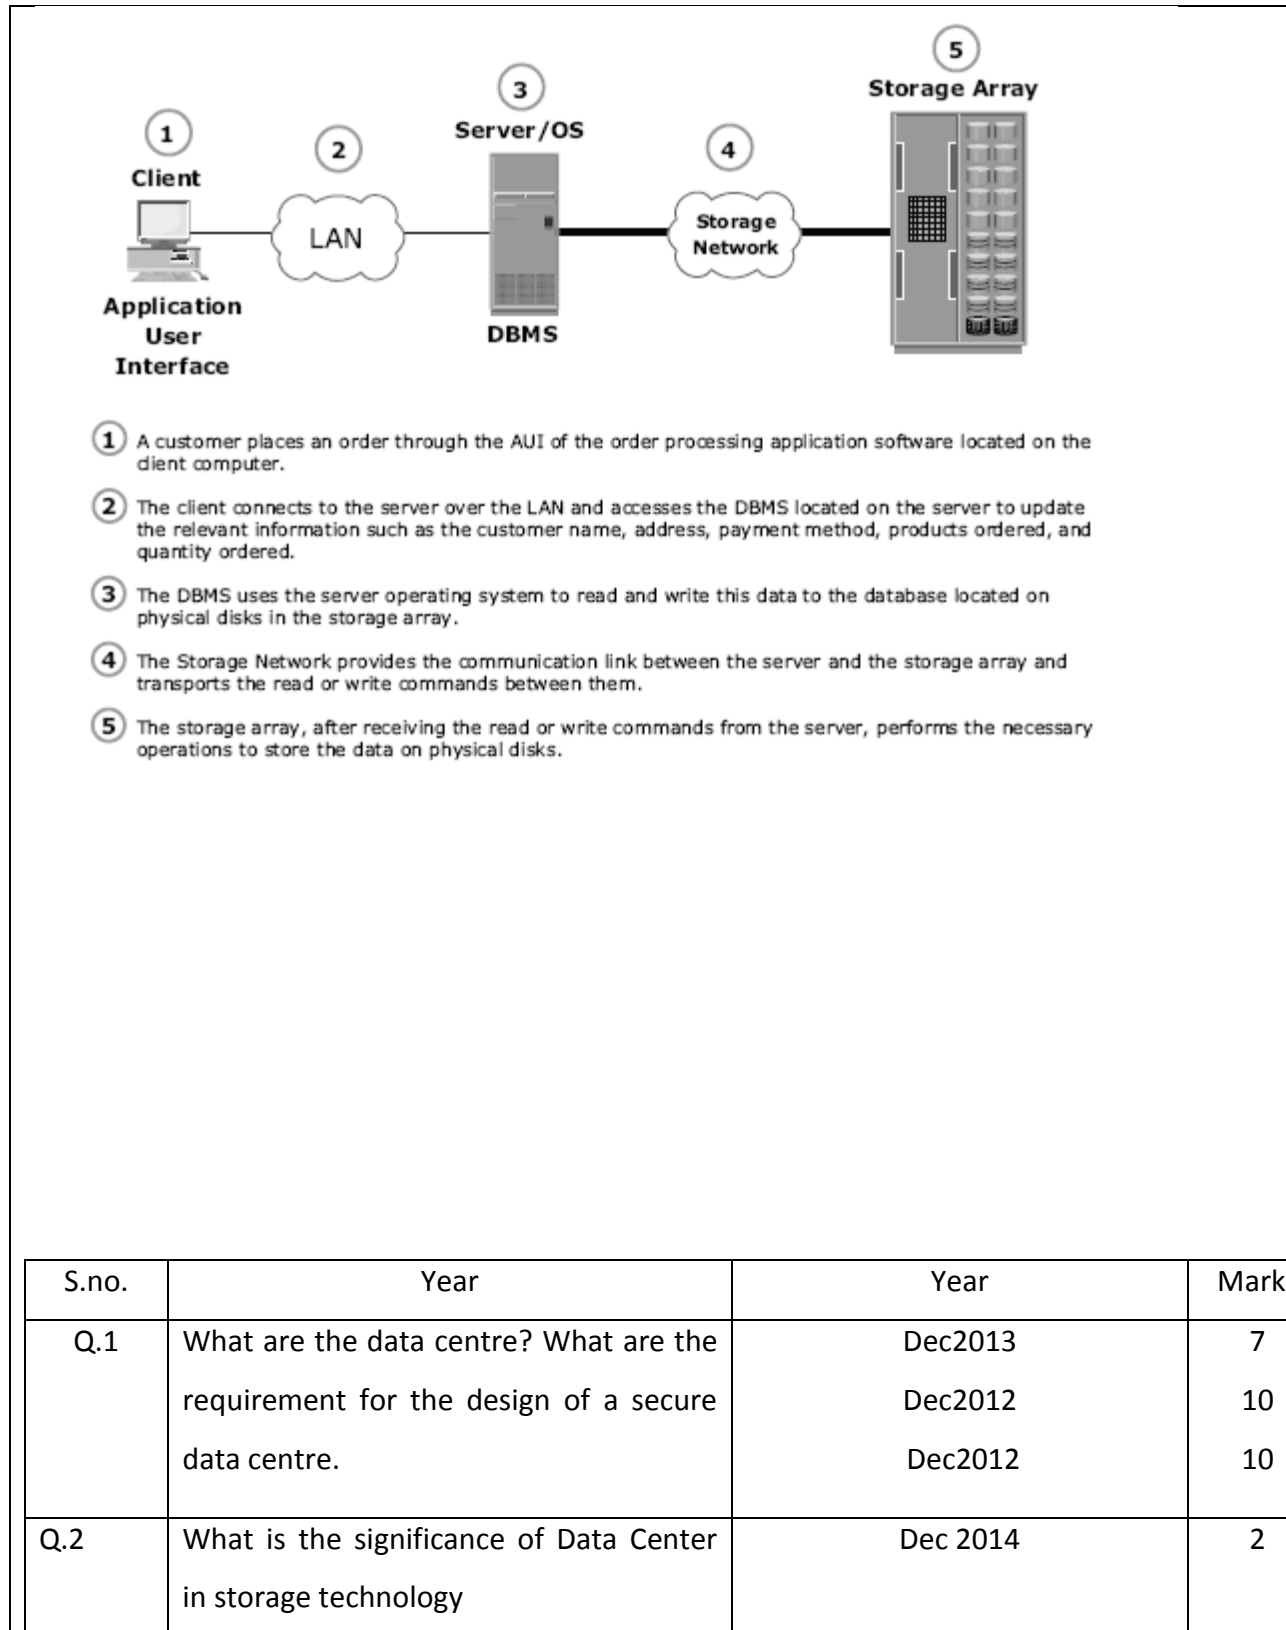 5
Storage Array
3
Server/OS
1
2
4
Client
LAN
Storage
Network
Application
User
Interface
DBMS
1 A customer places an order through the AUI of the order processing application software located on the
client computer.
2 The client connects to the server over the LAN and accesses the DBMS located on the server to update
the relevant information such as the customer name, address, payment method, products ordered, and
quantity ordered.
3 The DBMS uses the server operating system to read and write this data to the database located on
physical disks in the storage array.
4 The Storage Network provides the communication link between the server and the storage array and
transports the read or write commands between them.
5 The storage array, after receiving the read or write commands from the server, performs the necessary
operations to store the data on physical disks.
S.no. Year Year Mark
Q.1 What are the data centre? What are the Dec2013 7
requirement for the design of a secure Dec2012 10
data centre. Dec2012 10
Q.2 What is the significance of Data Center Dec 2014 2
in storage technology